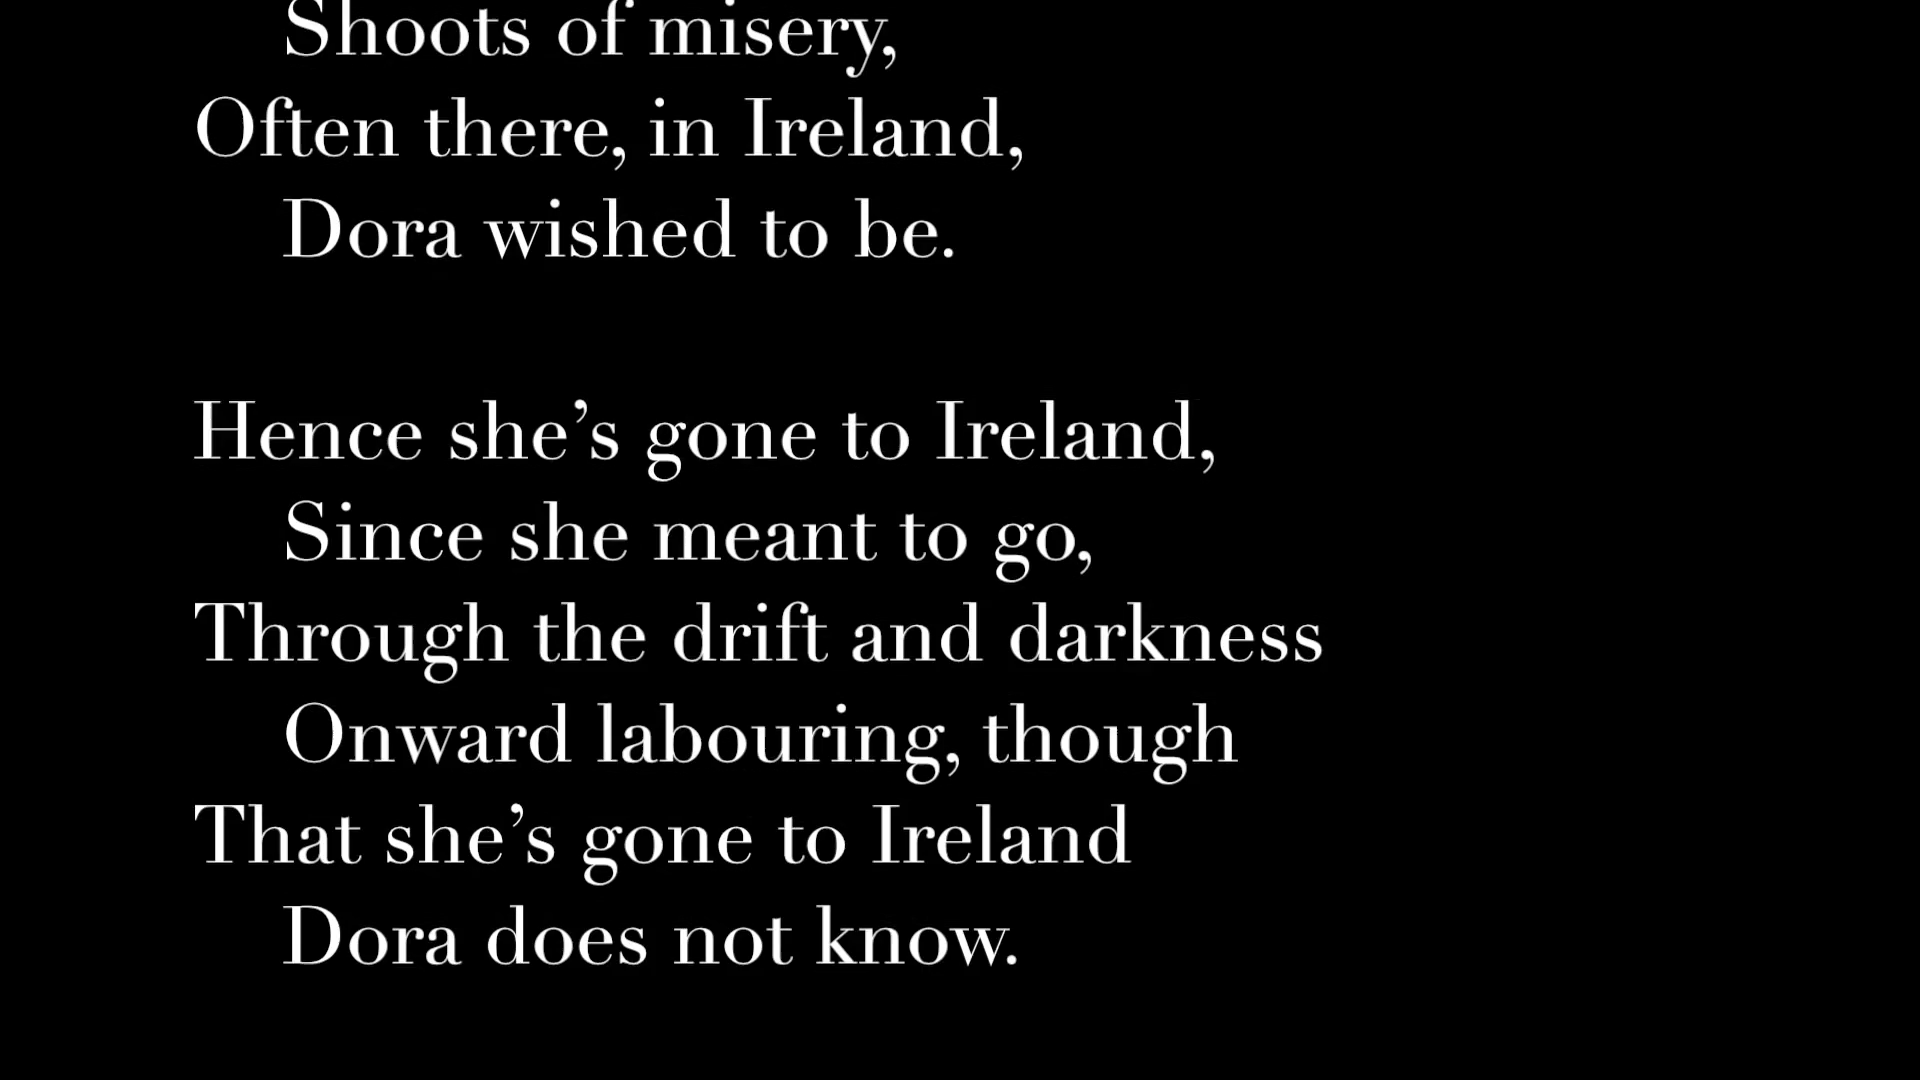 Shoots of misery,
Often there, in Ireland,
Dora wished to be.
Hence she’s gone to Ireland,
Since she meant to go,
Through the drift and darkness
Onward labouring, though
That she’s gone to Ireland
Dora does not know.